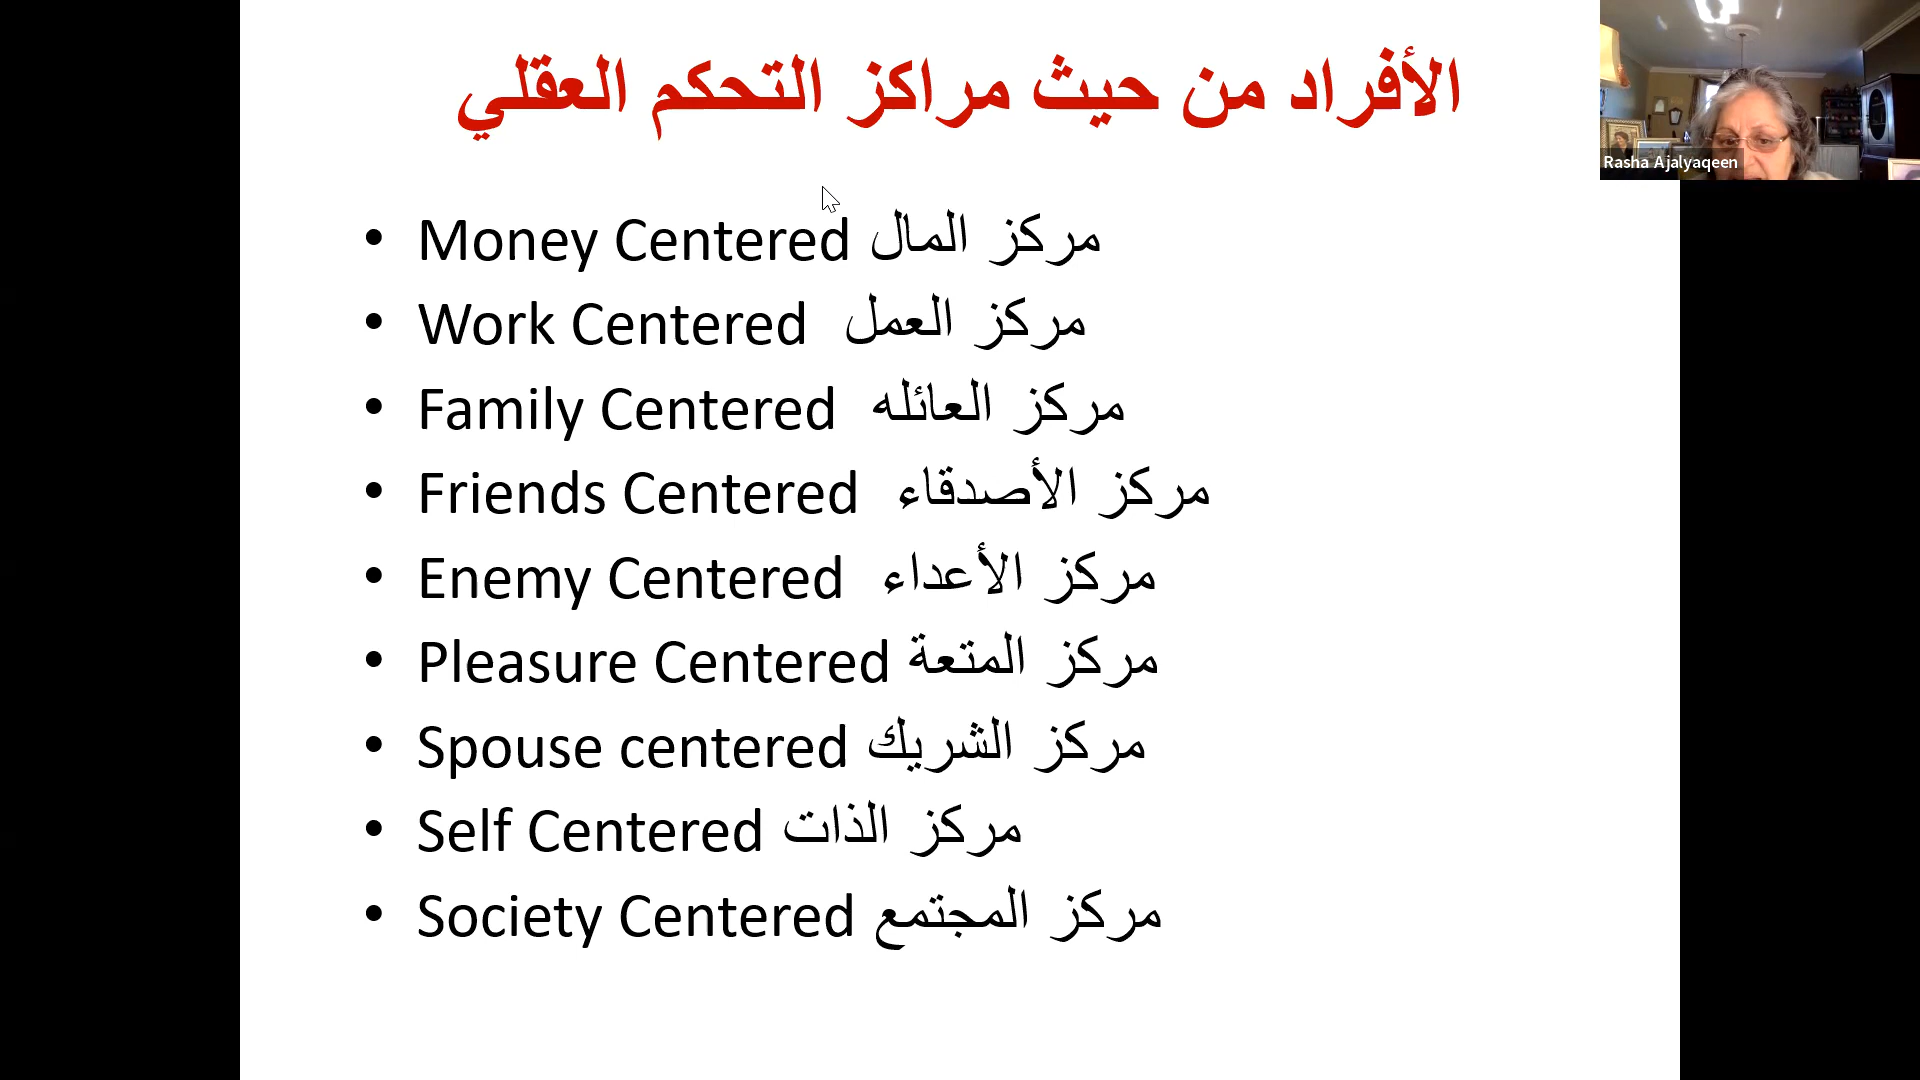 الأفراد من حيث مراكز التحكم العقلي
Rasha Ajalyaqeen
• Money Centered مركز المال
• Work Centered مركز العمل
• Family Centered مركز العائله
• Friends Centered مركز الأصدقاء
• Enemy Centered مركز الأعداء
• Pleasure Centered مركز المتعة
• Spouse centered مركز الشريك
• Self Centered مركز الذات
• Society Centered مركز المجتمع